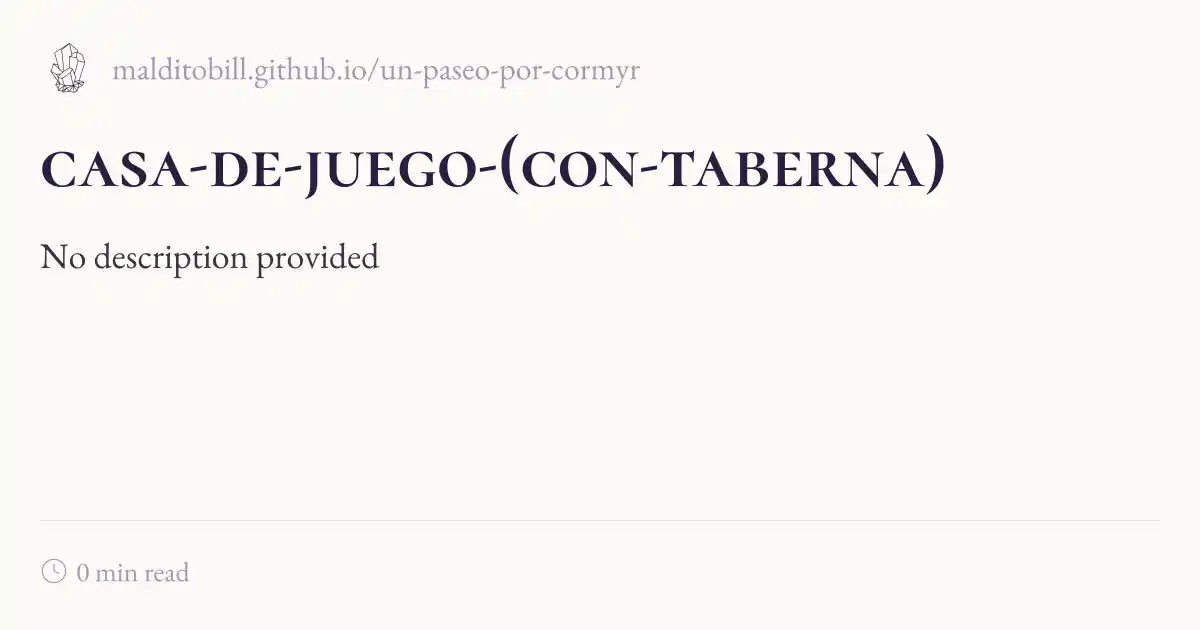 malditobill.github.io/un-paseo-por-cormyr
CASA-DE-JUEGO-(CON-TABERNA)
No description provided
0 min read